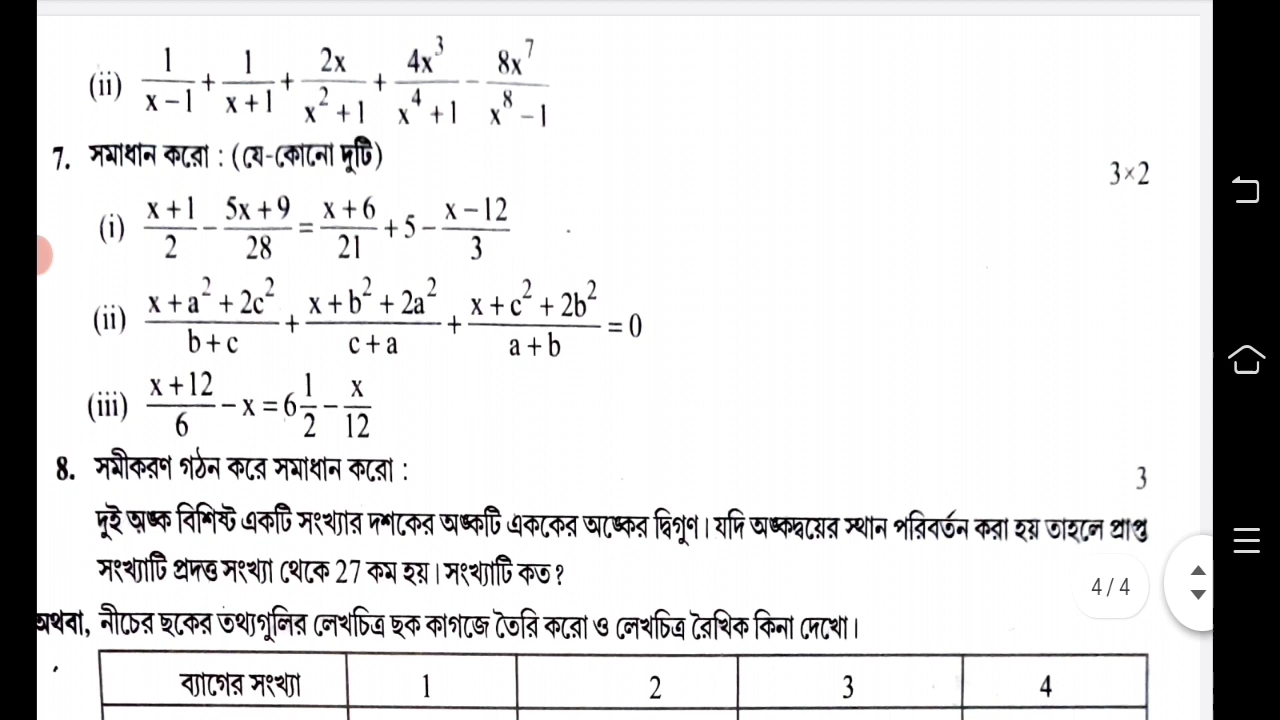 (ii) 1/(x−1) + 1/(x+1) + 2x/(x²+1) + 4x³/(x⁴+1) − 8x⁷/(x⁸−1)
7. সমাধান করো : (যে-কোনো দুটি) 3×2
(i) (x+1)/2 − (5x+9)/28 = (x+6)/21 + 5 − (x−12)/3
(ii) (x+a²+2c²)/(b+c) + (x+b²+2a²)/(c+a) + (x+c²+2b²)/(a+b) = 0
(iii) (x+12)/6 − x = 6 1/2 − x/12
8. সমীকরণ গঠন করে সমাধান করো : 3
দুই অঙ্ক বিশিষ্ট একটি সংখ্যার দশকের অঙ্কটি এককের অঙ্কের দ্বিগুণ। যদি অঙ্কদ্বয়ের স্থান পরিবর্তন করা হয় তাহলে প্রাপ্ত
সংখ্যাটি প্রদত্ত সংখ্যা থেকে 27 কম হয়। সংখ্যাটি কত?
4/4
অথবা, নীচের ছকের তথ্যগুলির লেখচিত্র ছক কাগজে তৈরি করো ও লেখচিত্র রৈখিক কিনা দেখো।
ব্যাগের সংখ্যা 1 2 3 4